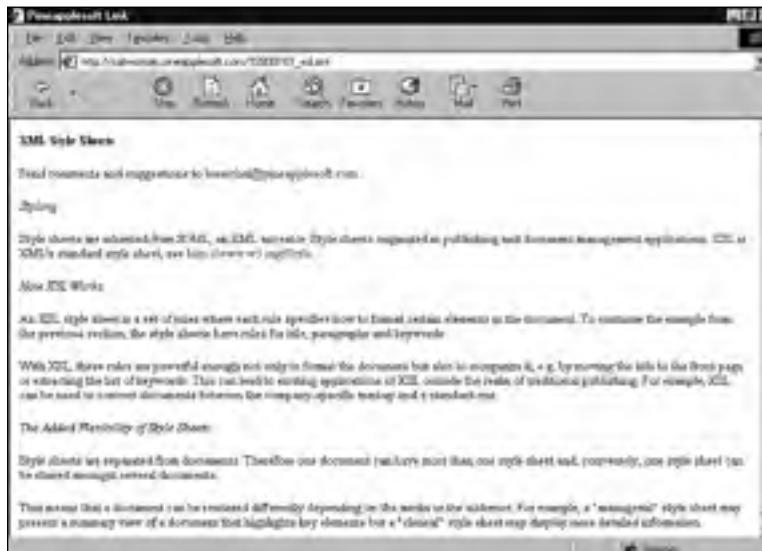 Pineapplesoft Link
File Edit View Favorites Tools Help
Address
Back Stop Refresh Home Search Favorites History Mail Print
XML Style Sheets
Send comments and suggestions to bmarchal@pineapplesoft.com.
Styling
Style sheets are inherited from SGML, an XML ancestor. Style sheets originated in publishing and document management applications. XSL is
XML's standard style sheet, see http://www.w3.org/Style.
How XSL Works
An XSL style sheet is a set of rules where each rule specifies how to format certain elements in the document. To continue the example from
the previous section, the style sheets have rules for title, paragraphs and keywords.
With XSL, these rules are powerful enough not only to format the document but also to reorganize it, e.g. by moving the title to the front page
or extracting the list of keywords. This can lead to exciting applications of XSL outside the realm of traditional publishing. For example, XSL
can be used to convert documents between the company-specific markup and a standard one.
The Added Flexibility of Style Sheets
Style sheets are separated from documents. Therefore one document can have more than one style sheet and, conversely, one style sheet can
be shared amongst several documents.
This means that a document can be rendered differently depending on the media or the audience. For example, a "managerial" style sheet may
present a summary view of a document that highlights key elements but a "clerical" style sheet may display more detailed information.